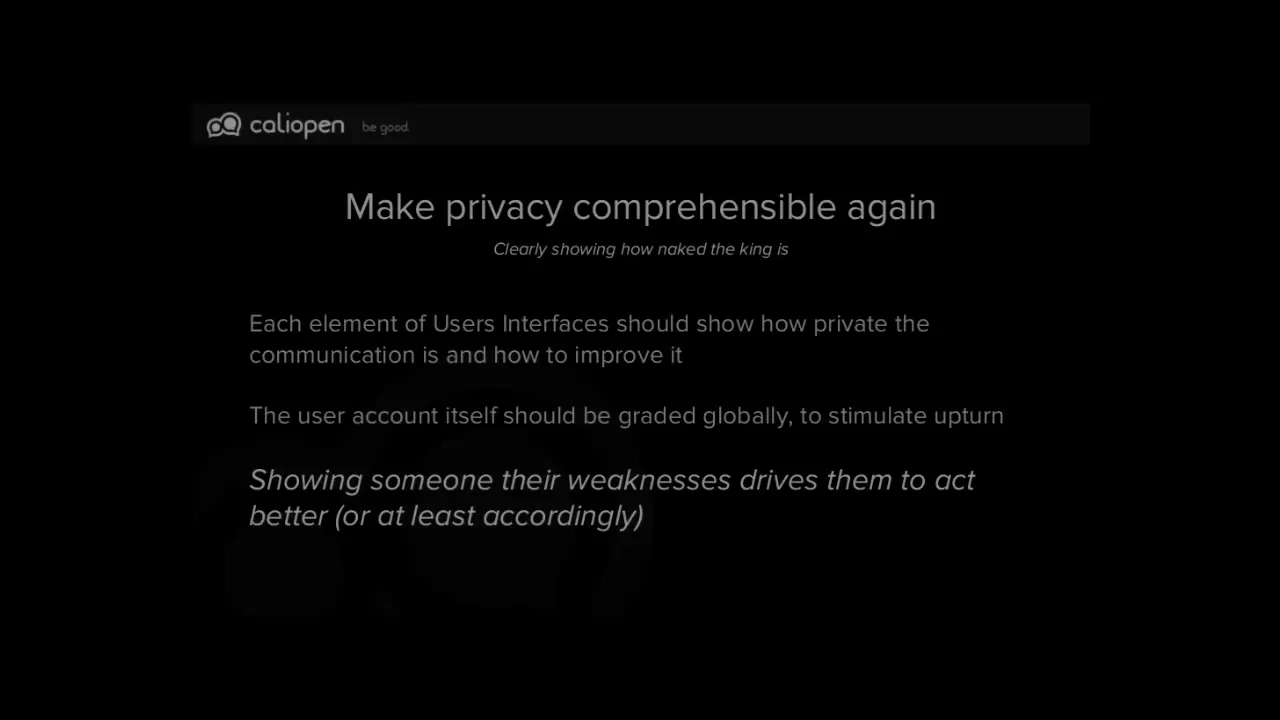 caliopen be good.
Make privacy comprehensible again
Clearly showing how naked the king is
Each element of Users Interfaces should show how private the
communication is and how to improve it
The user account itself should be graded globally, to stimulate upturn
Showing someone their weaknesses drives them to act
better (or at least accordingly)